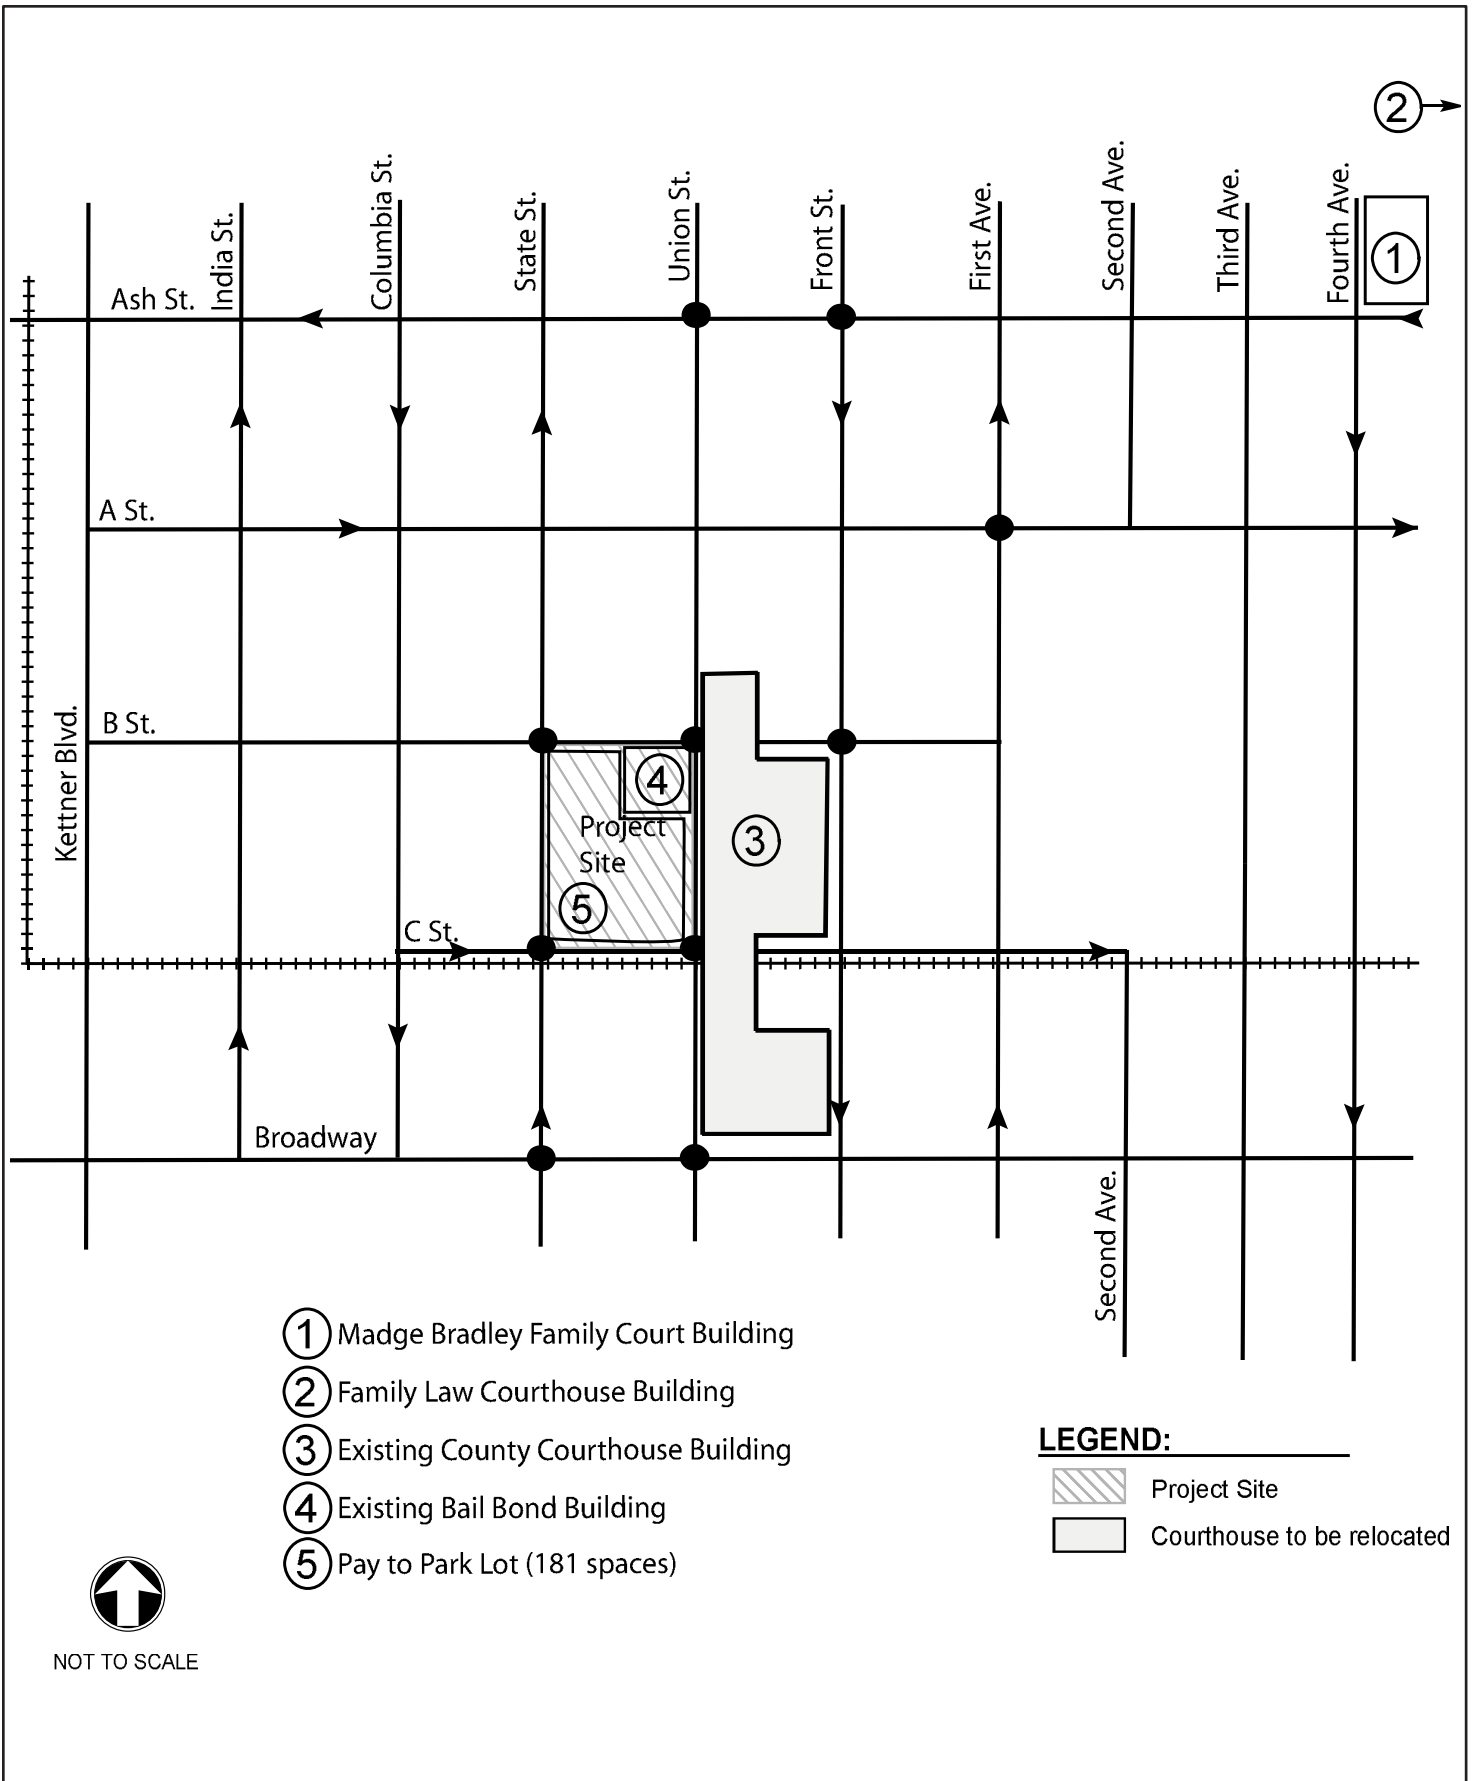 2
Columbia St.
Second Ave.
Fourth Ave.
Union St.
Third Ave.
First Ave.
State St.
Front St.
India St.
1
Ash St.
A St.
Kettner Blvd.
B St.
4
Project
Site
3
5
C St.
Broadway
Second Ave.
1 Madge Bradley Family Court Building
2 Family Law Courthouse Building
3 Existing County Courthouse Building
4 Existing Bail Bond Building
5 Pay to Park Lot (181 spaces)
LEGEND:
Project Site
Courthouse to be relocated
NOT TO SCALE